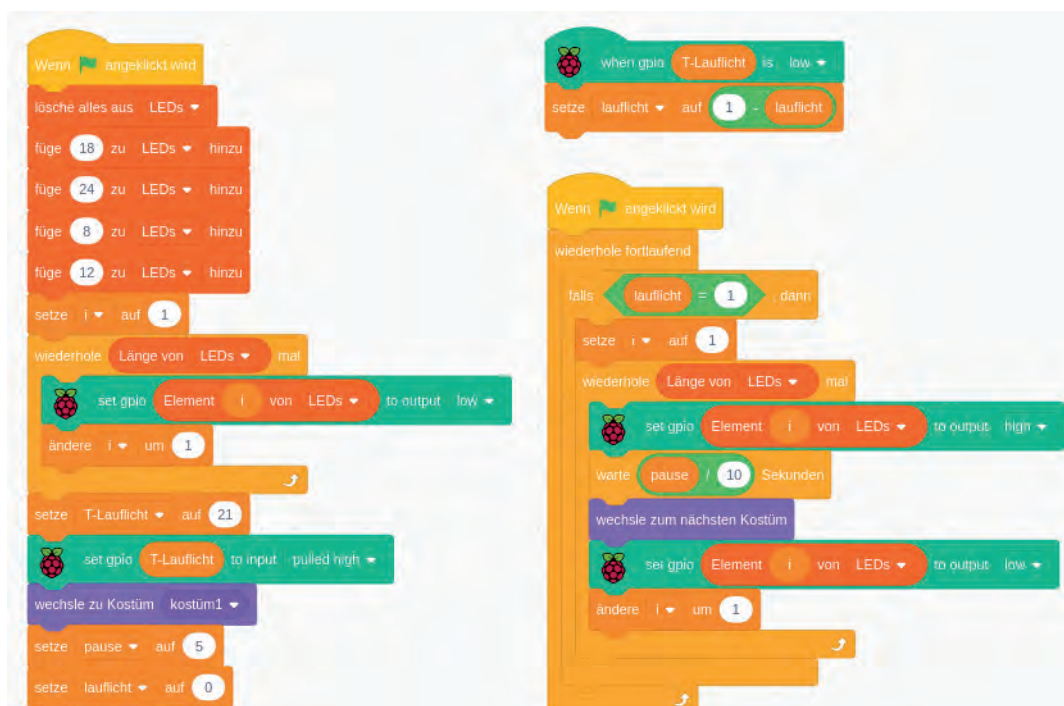 Wenn angeklickt wird
lösche alles aus LEDs
füge 18 zu LEDs hinzu
füge 24 zu LEDs hinzu
füge 8 zu LEDs hinzu
füge 12 zu LEDs hinzu
setze i auf 1
wiederhole Länge von LEDs mal
set gpio Element i von LEDs to output low
ändere i um 1
setze T-Lauflicht auf 21
set gpio T-Lauflicht to input pulled high
wechsle zu Kostüm kostüm1
setze pause auf 5
setze lauflicht auf 0
when gpio T-Lauflicht is low
setze lauflicht auf 1 - lauflicht
Wenn angeklickt wird
wiederhole fortlaufend
falls lauflicht = 1 , dann
setze i auf 1
wiederhole Länge von LEDs mal
set gpio Element i von LEDs to output high
warte pause / 10 Sekunden
wechsle zum nächsten Kostüm
set gpio Element i von LEDs to output low
ändere i um 1